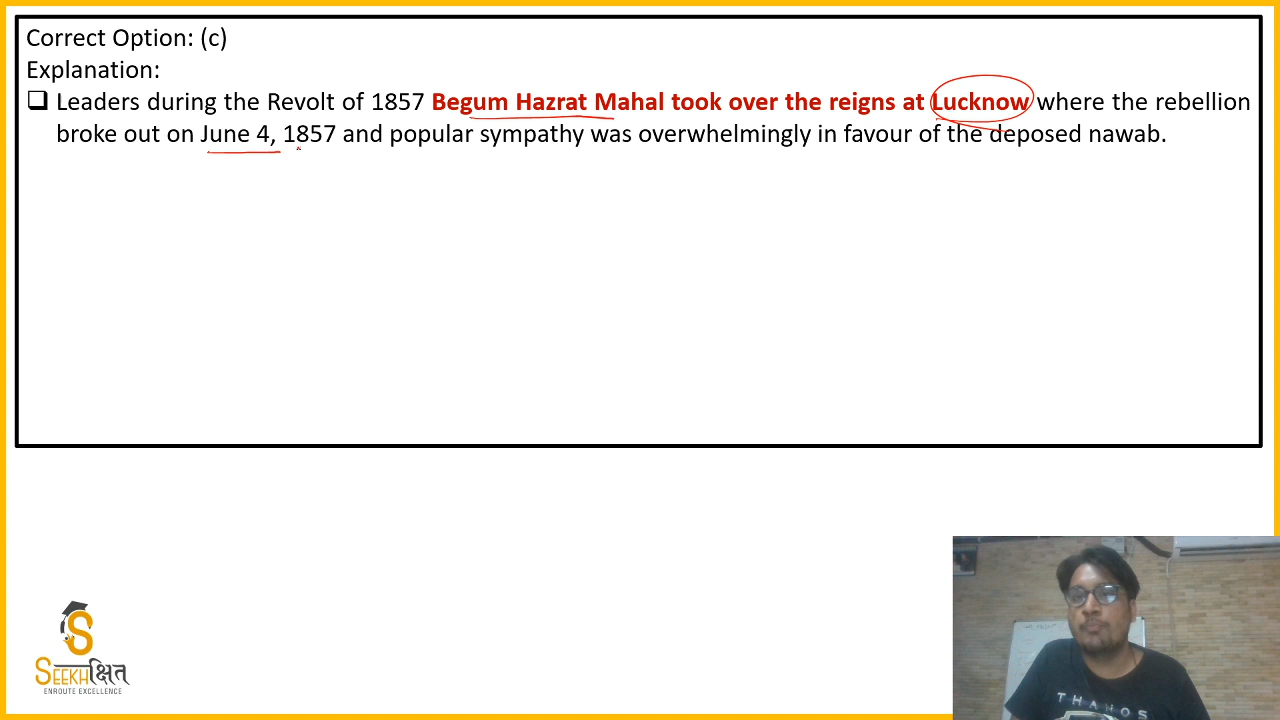 Correct Option: (c)
Explanation:
❑ Leaders during the Revolt of 1857 Begum Hazrat Mahal took over the reigns at Lucknow where the rebellion
broke out on June 4, 1857 and popular sympathy was overwhelmingly in favour of the deposed nawab.
S
SEEKHक्षित
ENROUTE EXCELLENCE
THANOS